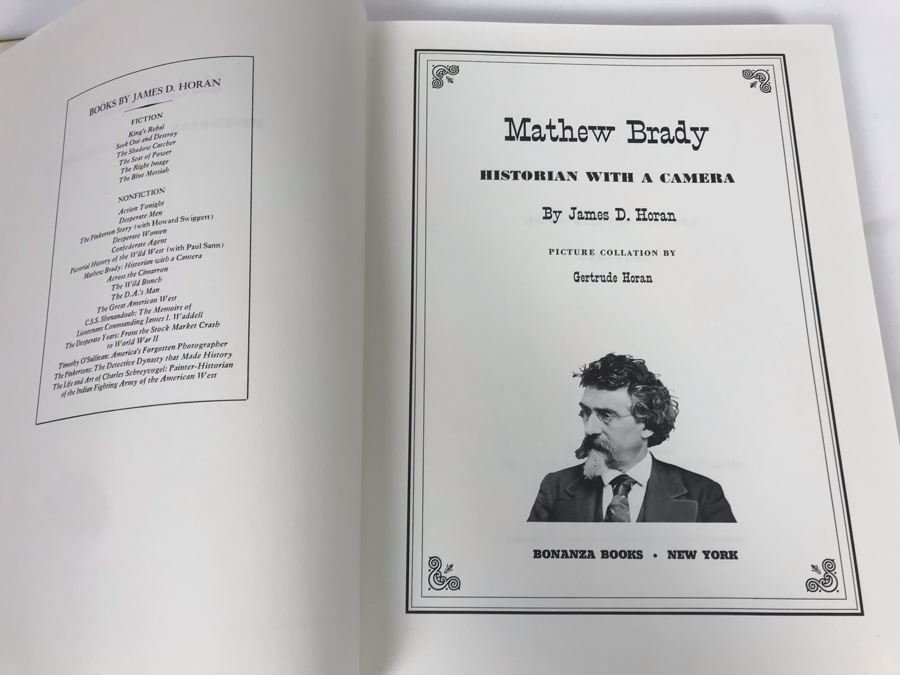 BOOKS BY JAMES D. HORAN
FICTION
King's Rebel
Seek Out and Destroy
The Shadow Catcher
The Seat of Power
The Right Image
The Blue Messiah
NONFICTION
Action Tonight
Desperate Men
The Pinkerton Story (with Howard Swiggett)
Desperate Women
Confederate Agent
Pictorial History of the Wild West (with Paul Sann)
Mathew Brady: Historian with a Camera
Across the Cimarron
The Wild Bunch
The D.A.'s Man
The Great American West
C.S.S. Shenandoah: The Memoirs of
Lieutenant Commanding James I. Waddell
The Desperate Years: From the Stock Market Crash
to World War II
Timothy O'Sullivan: America's Forgotten Photographer
The Pinkertons: The Detective Dynasty that Made History
The Life and Art of Charles Schreyvogel: Painter-Historian
of the Indian Fighting Army of the American West
Mathew Brady
HISTORIAN WITH A CAMERA
By James D. Horan
PICTURE COLLATION BY
Gertrude Horan
BONANZA BOOKS • NEW YORK